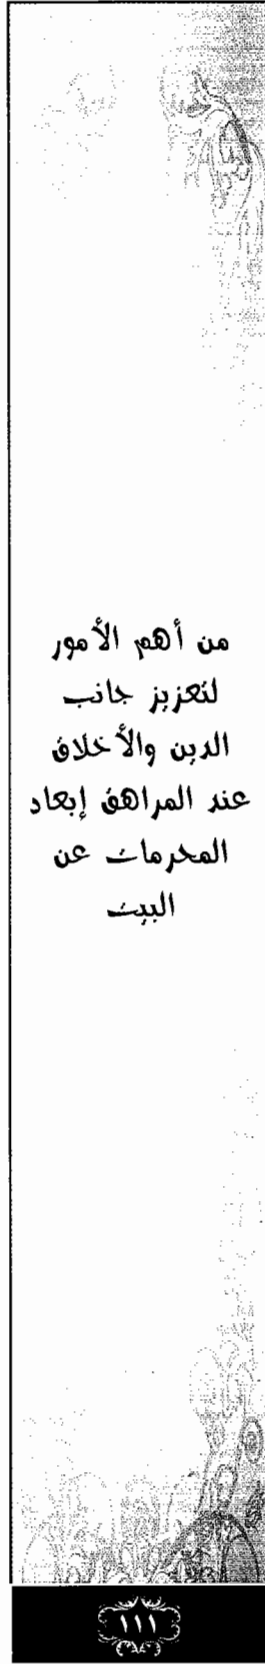 من أهم الأمور
لتعزيز جانب
الدين والأخلاق
عند المراهق إبعاد
المحرمات عن
البيت
١١١